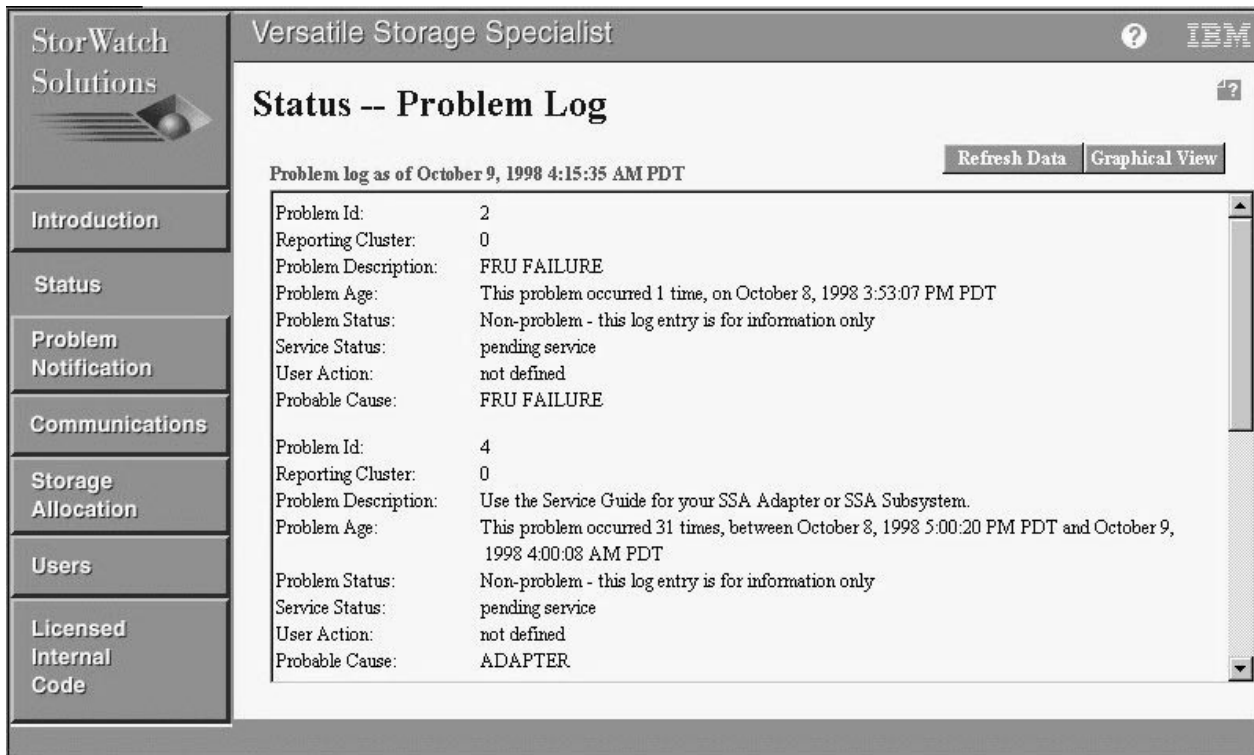 StorWatch
Solutions
Versatile Storage Specialist
?
IBM
Status -- Problem Log
?
Refresh Data
Graphical View
Problem log as of October 9, 1998 4:15:35 AM PDT
Introduction
Status
Problem
Notification
Communications
Storage
Allocation
Users
Licensed
Internal
Code
Problem Id: 2
Reporting Cluster: 0
Problem Description: FRU FAILURE
Problem Age: This problem occurred 1 time, on October 8, 1998 3:53:07 PM PDT
Problem Status: Non-problem - this log entry is for information only
Service Status: pending service
User Action: not defined
Probable Cause: FRU FAILURE
Problem Id: 4
Reporting Cluster: 0
Problem Description: Use the Service Guide for your SSA Adapter or SSA Subsystem.
Problem Age: This problem occurred 31 times, between October 8, 1998 5:00:20 PM PDT and October 9,
1998 4:00:08 AM PDT
Problem Status: Non-problem - this log entry is for information only
Service Status: pending service
User Action: not defined
Probable Cause: ADAPTER